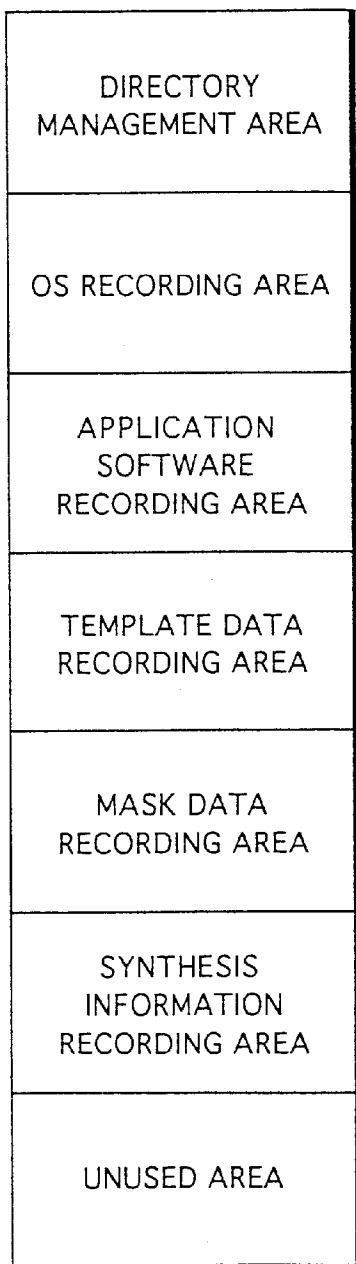 DIRECTORY
MANAGEMENT AREA
OS RECORDING AREA
APPLICATION
SOFTWARE
RECORDING AREA
TEMPLATE DATA
RECORDING AREA
MASK DATA
RECORDING AREA
SYNTHESIS
INFORMATION
RECORDING AREA
UNUSED AREA